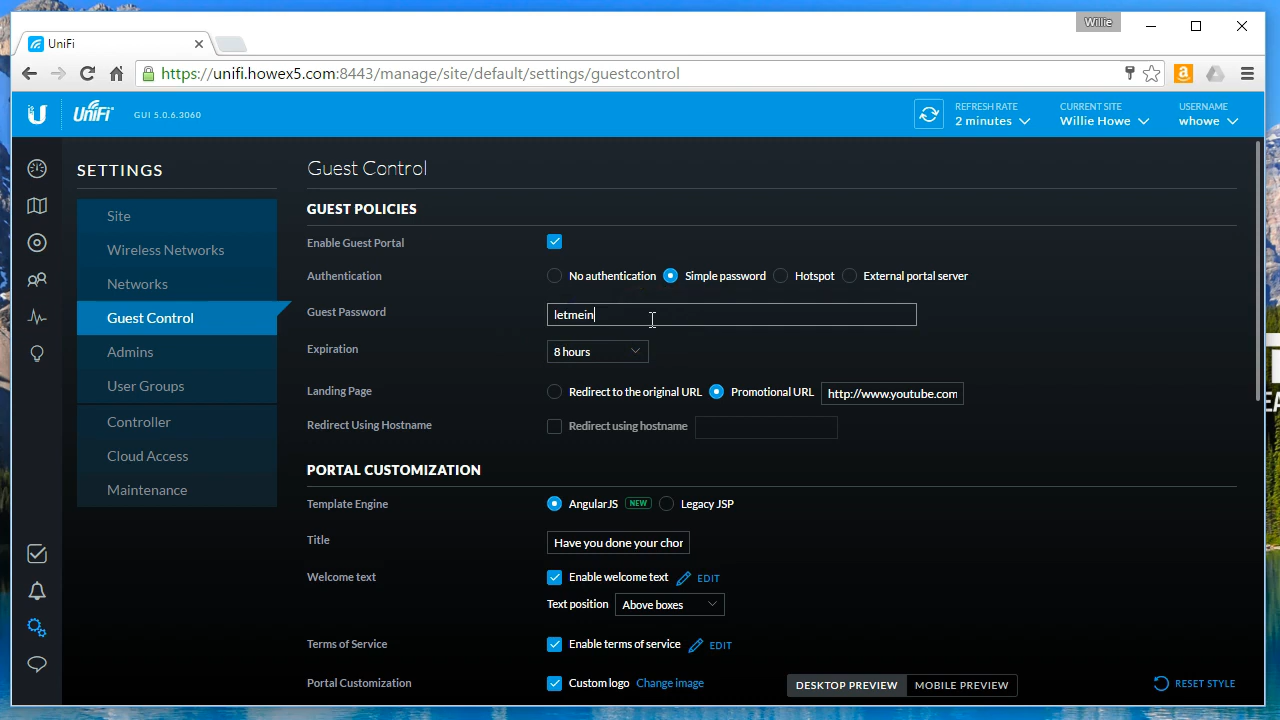 Willie
UniFi
https://unifi.howex5.com:8443/manage/site/default/settings/guestcontrol
UniFi GUI 5.0.6.3060
REFRESH RATE
2 minutes
CURRENT SITE
Willie Howe
USERNAME
whowe
SETTINGS
Site
Wireless Networks
Networks
Guest Control
Admins
User Groups
Controller
Cloud Access
Maintenance
Guest Control
GUEST POLICIES
Enable Guest Portal
Authentication No authentication Simple password Hotspot External portal server
Guest Password letmein
Expiration 8 hours
Landing Page Redirect to the original URL Promotional URL http://www.youtube.com
Redirect Using Hostname Redirect using hostname
PORTAL CUSTOMIZATION
Template Engine AngularJS NEW Legacy JSP
Title Have you done your chor
Welcome text Enable welcome text EDIT
Text position Above boxes
Terms of Service Enable terms of service EDIT
Portal Customization Custom logo Change image DESKTOP PREVIEW MOBILE PREVIEW RESET STYLE